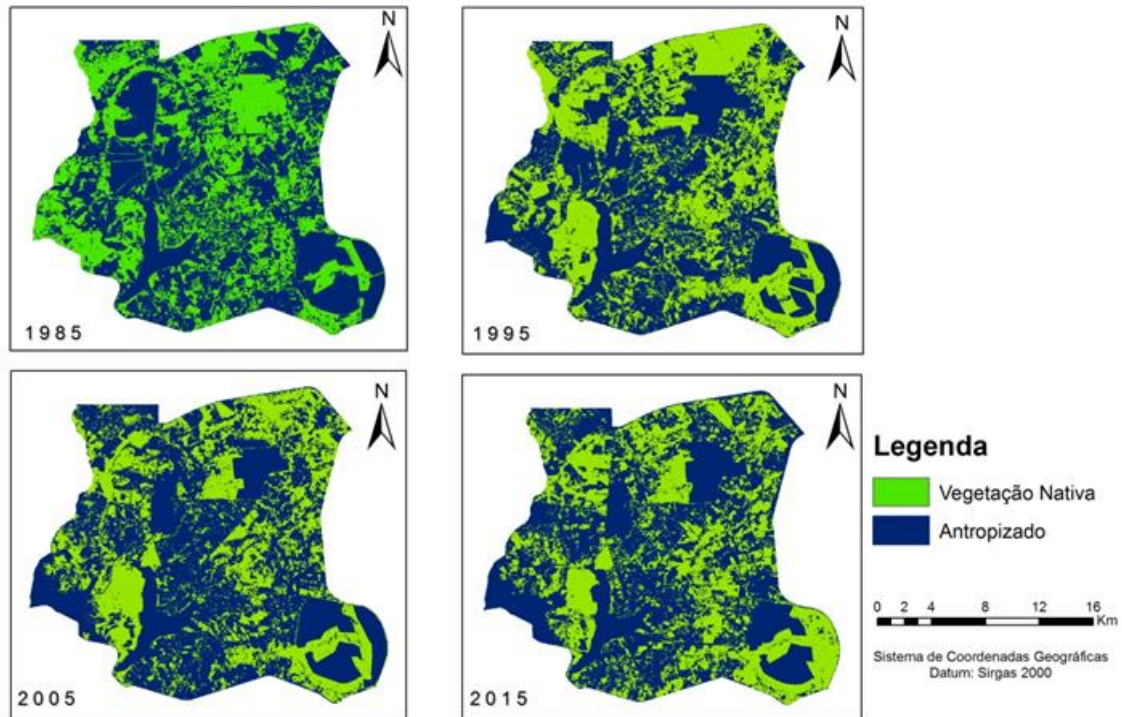 N
1985
N
1995
N
2005
N
2015
Legenda
Vegetação Nativa
Antropizado
0 2 4 8 12 16
Km
Sistema de Coordenadas Geográficas
Datum: Sirgas 2000